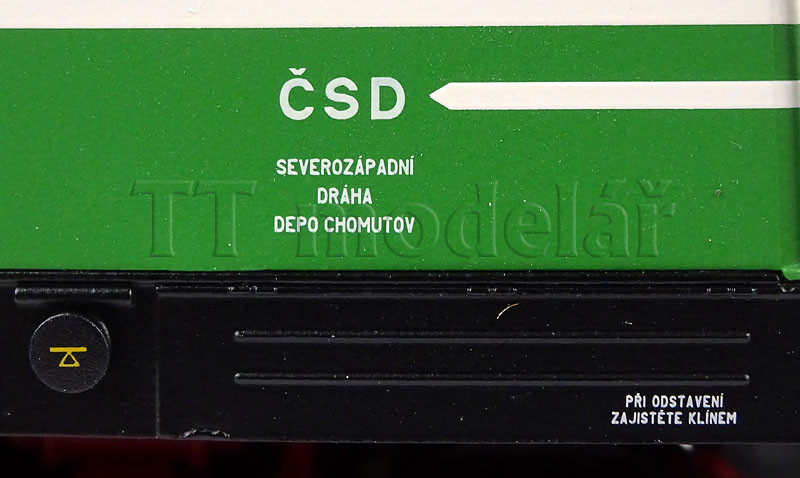 ČSD
SEVEROZÁPADNÍ
DRÁHA
DEPO CHOMUTOV
TT modelář
PŘI ODSTAVENÍ
ZAJISTĚTE KLÍNEM